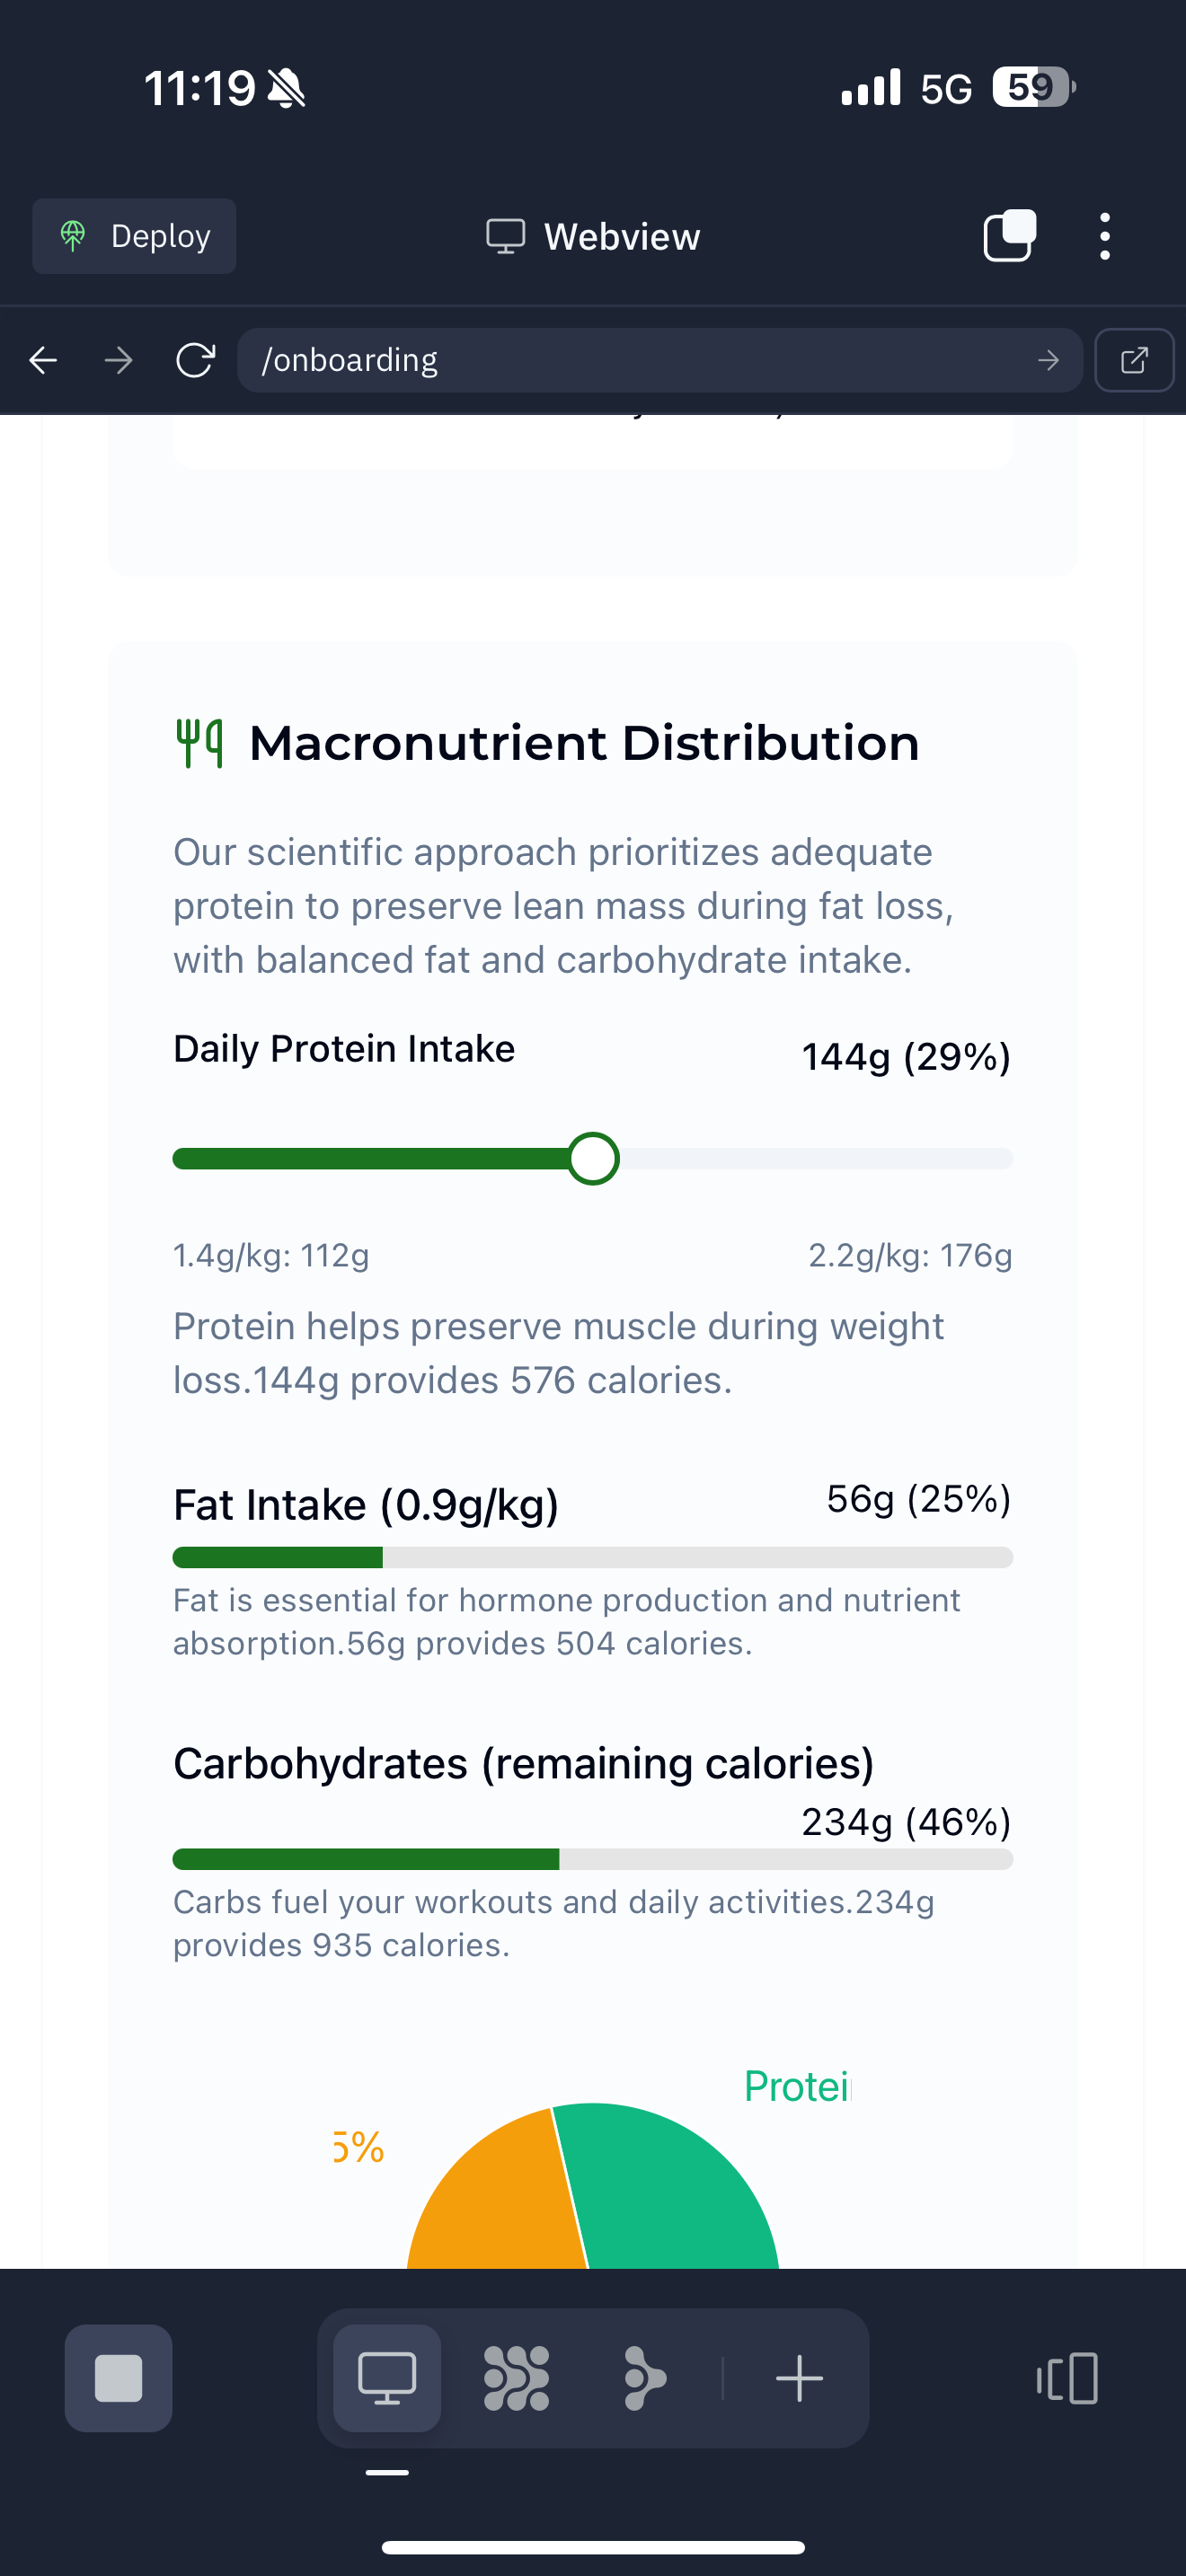 11:19
5G
59
Deploy
Webview
/onboarding
Macronutrient Distribution
Our scientific approach prioritizes adequate
protein to preserve lean mass during fat loss,
with balanced fat and carbohydrate intake.
Daily Protein Intake
144g (29%)
1.4g/kg: 112g
2.2g/kg: 176g
Protein helps preserve muscle during weight
loss.144g provides 576 calories.
Fat Intake (0.9g/kg)
56g (25%)
Fat is essential for hormone production and nutrient
absorption.56g provides 504 calories.
Carbohydrates (remaining calories)
234g (46%)
Carbs fuel your workouts and daily activities.234g
provides 935 calories.
Protei
5%